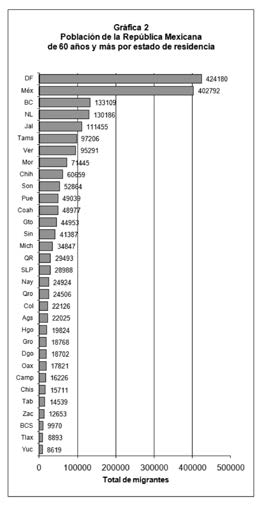 Gráfica 2
Población de la República Mexicana
de 60 años y más por estado de residencia
DF 424180
Méx 402792
BC 133109
NL 130186
Jal 111455
Tams 97206
Ver 95291
Mor 71445
Chih 60659
Son 52864
Pue 49039
Coah 48977
Gto 44953
Sin 41387
Mich 34847
QR 29493
SLP 28988
Nay 24924
Qro 24506
Col 22126
Ags 22025
Hgo 19824
Gro 18768
Dgo 18702
Oax 17821
Camp 16226
Chis 15711
Tab 14539
Zac 12653
BCS 9970
Tlax 8893
Yuc 8619
0 100000 200000 300000 400000 500000
Total de migrantes